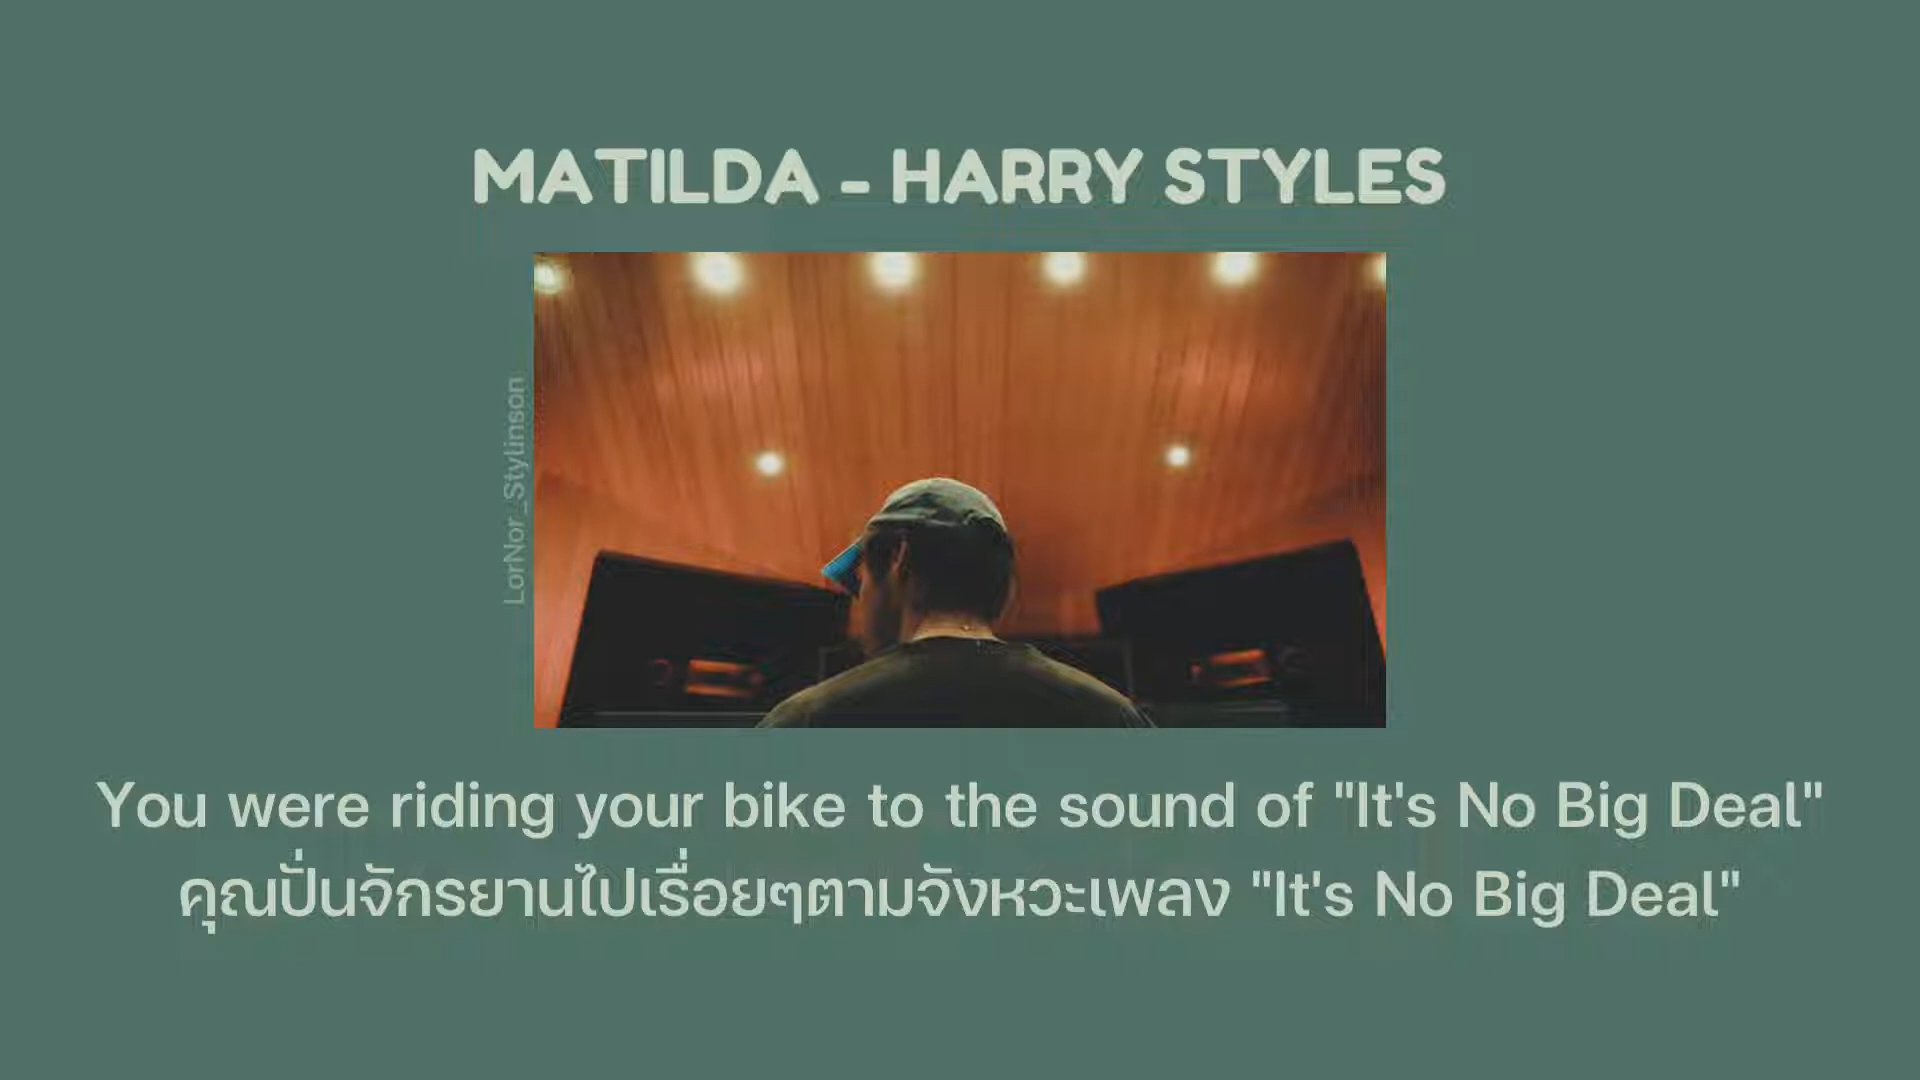 MATILDA - HARRY STYLES
LorNor_Stylinson
You were riding your bike to the sound of "It's No Big Deal"
คุณปั่นจักรยานไปเรื่อยๆตามจังหวะเพลง "It's No Big Deal"